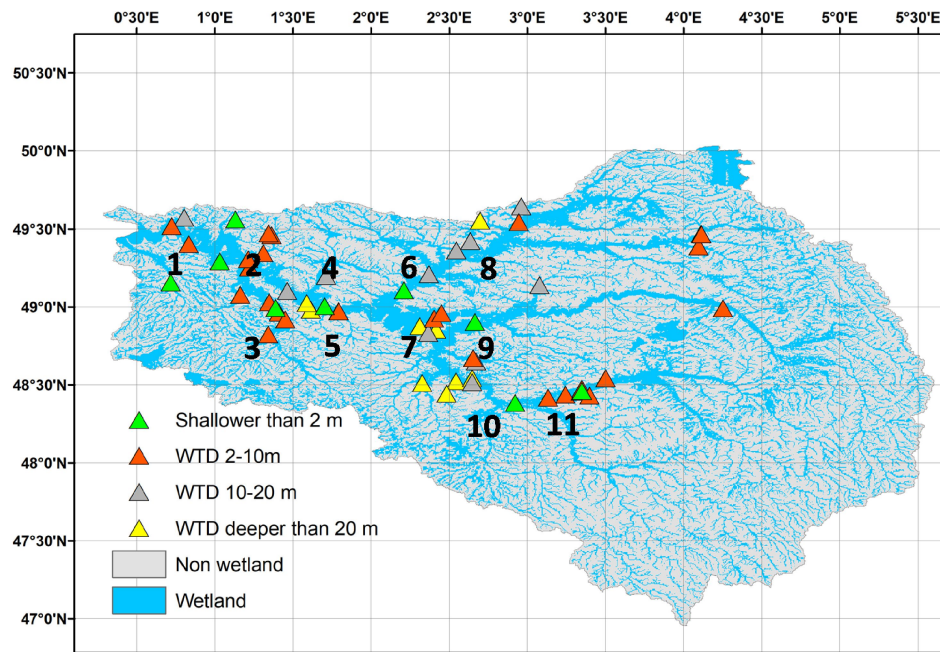 0°30'E 1°0'E 1°30'E 2°0'E 2°30'E 3°0'E 3°30'E 4°0'E 4°30'E 5°0'E 5°30'E
50°30'N
50°0'N
49°30'N
1 2 4 6 8
49°0'N
3 5 7 9
48°30'N
10 11
Shallower than 2 m
48°0'N
WTD 2-10m
WTD 10-20 m
47°30'N
WTD deeper than 20 m
Non wetland
Wetland
47°0'N